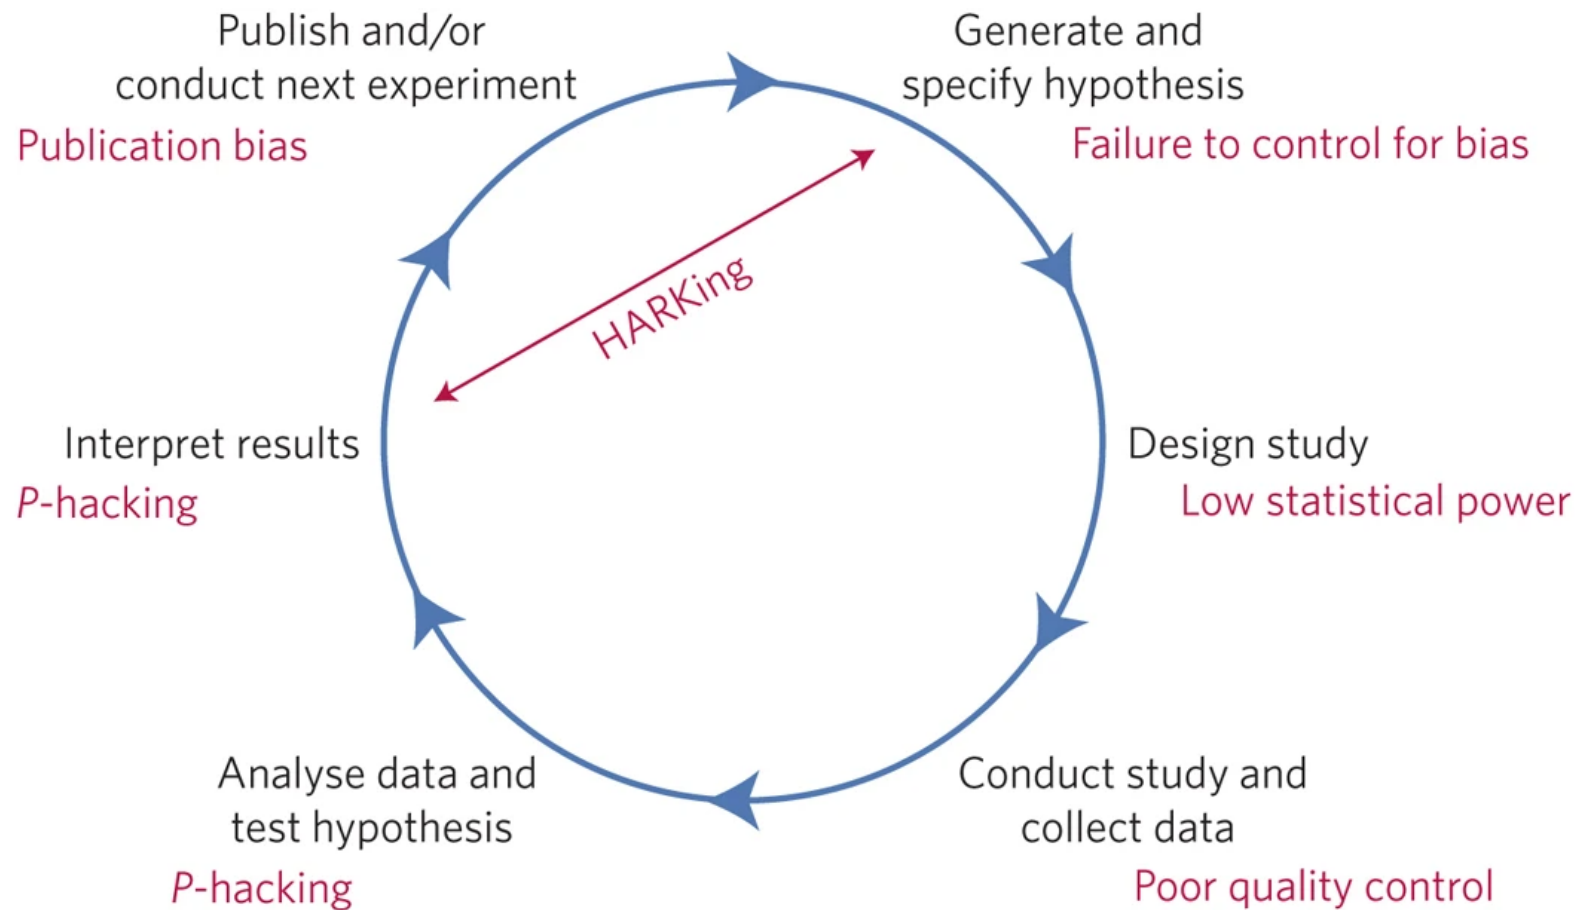 Publish and/or
conduct next experiment
Publication bias
Generate and
specify hypothesis
Failure to control for bias
HARKing
Interpret results
P-hacking
Design study
Low statistical power
Analyse data and
test hypothesis
P-hacking
Conduct study and
collect data
Poor quality control